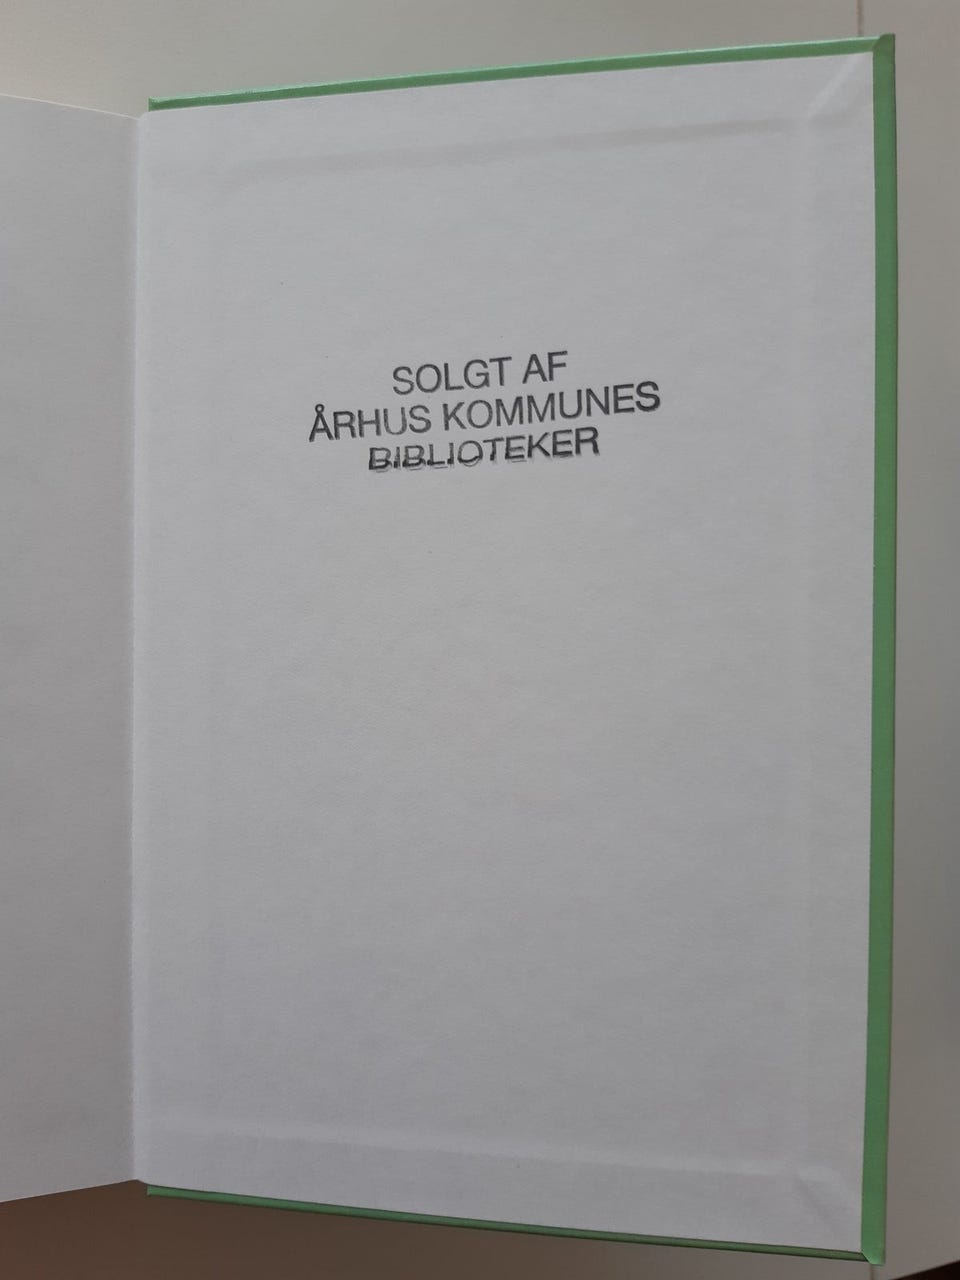 SOLGT AF
ÅRHUS KOMMUNES
BIBLIOTEKER